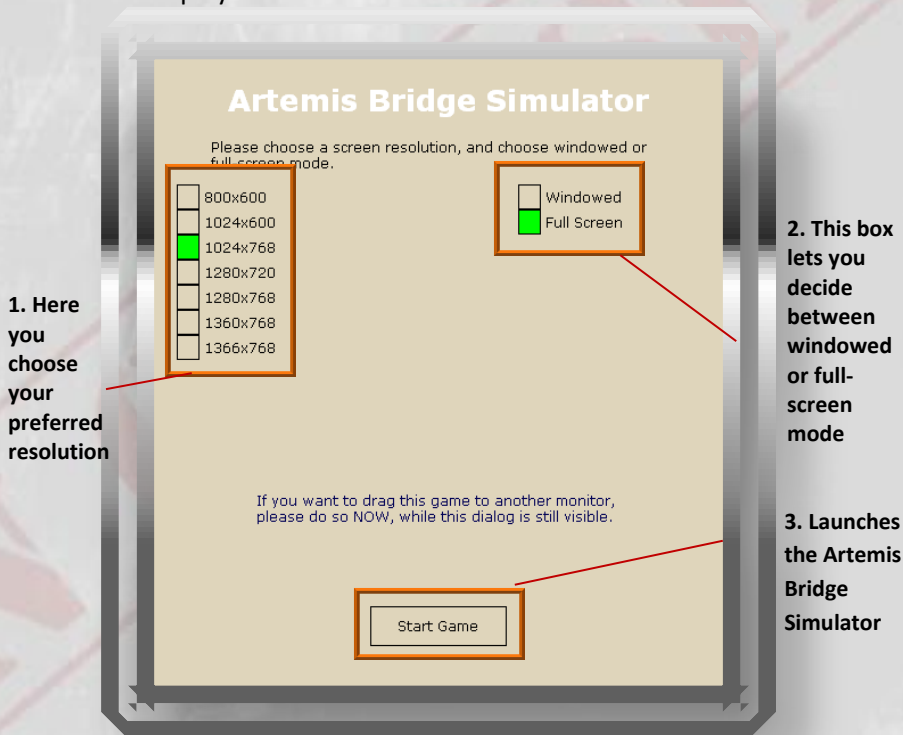 Artemis Bridge Simulator
Please choose a screen resolution, and choose windowed or
full-screen mode.
800x600
1024x600
1024x768
1280x720
1280x768
1360x768
1366x768
Windowed
Full Screen
1. Here
you
choose
your
preferred
resolution
2. This box
lets you
decide
between
windowed
or full-
screen
mode
If you want to drag this game to another monitor,
please do so NOW, while this dialog is still visible.
3. Launches
the Artemis
Bridge
Simulator
Start Game